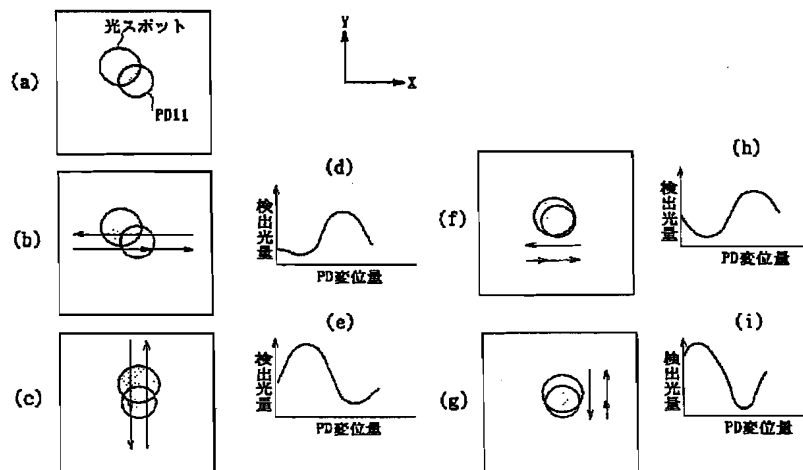 光スポット
(a)
PD11
Y
X
(b)
(d)
検出光量
PD変位量
(c)
(e)
検出光量
PD変位量
(f)
(h)
検出光量
PD変位量
(g)
(i)
検出光量
PD変位量